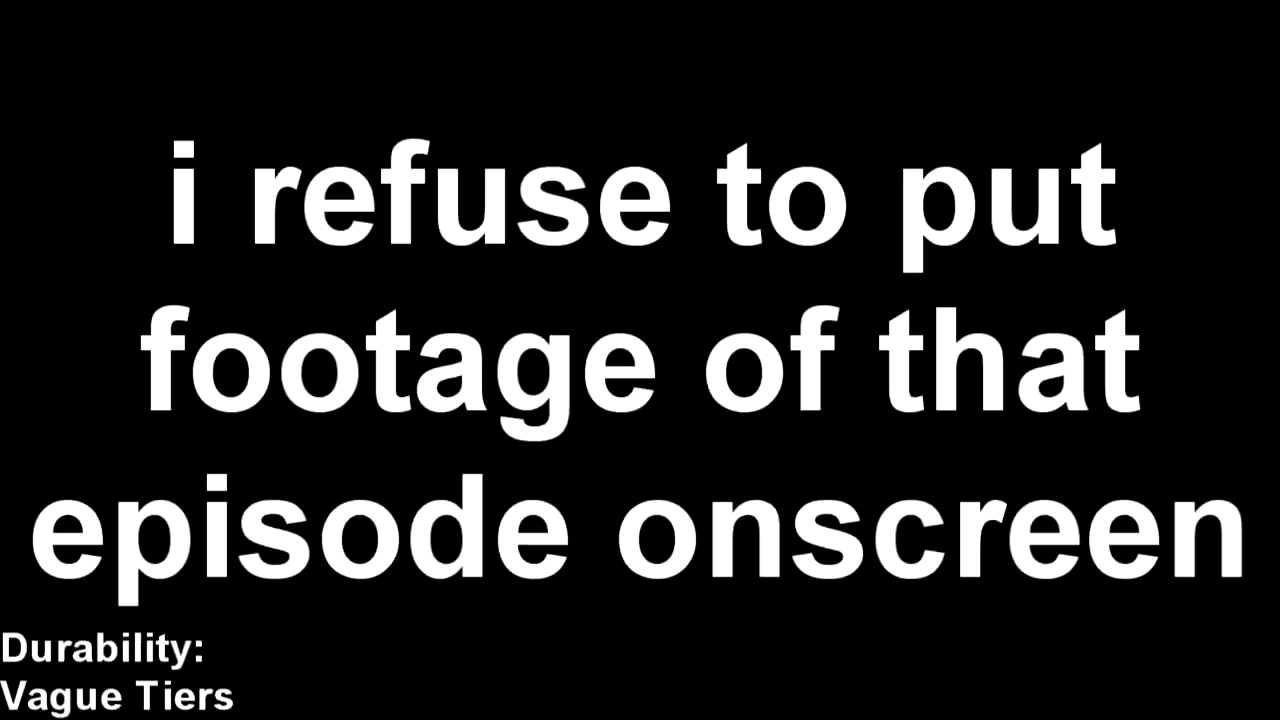 i refuse to put
footage of that
episode onscreen
Durability:
Vague Tiers